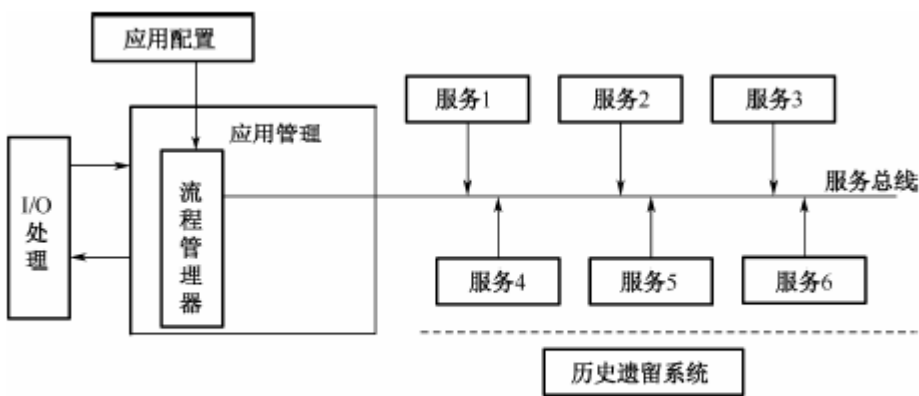 应用配置
服务1
服务2
服务3
应用管理
I/O
处理
流程管理器
服务总线
服务4
服务5
服务6
历史遗留系统